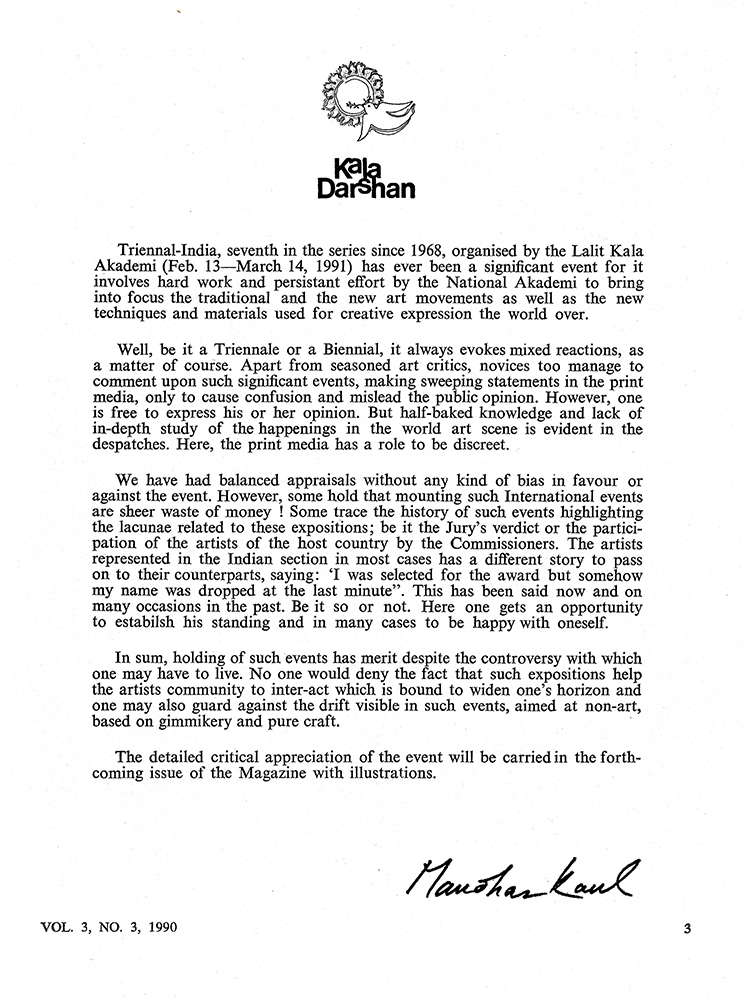 Kala
Darshan
Triennal-India, seventh in the series since 1968, organised by the Lalit Kala
Akademi (Feb. 13—March 14, 1991) has ever been a significant event for it
involves hard work and persistant effort by the National Akademi to bring
into focus the traditional and the new art movements as well as the new
techniques and materials used for creative expression the world over.
Well, be it a Triennale or a Biennial, it always evokes mixed reactions, as
a matter of course. Apart from seasoned art critics, novices too manage to
comment upon such significant events, making sweeping statements in the print
media, only to cause confusion and mislead the public opinion. However, one
is free to express his or her opinion. But half-baked knowledge and lack of
in-depth study of the happenings in the world art scene is evident in the
despatches. Here, the print media has a role to be discreet.
We have had balanced appraisals without any kind of bias in favour or
against the event. However, some hold that mounting such International events
are sheer waste of money ! Some trace the history of such events highlighting
the lacunae related to these expositions; be it the Jury's verdict or the partici-
pation of the artists of the host country by the Commissioners. The artists
represented in the Indian section in most cases has a different story to pass
on to their counterparts, saying: ‘I was selected for the award but somehow
my name was dropped at the last minute”. This has been said now and on
many occasions in the past. Be it so or not. Here one gets an opportunity
to estabilsh his standing and in many cases to be happy with oneself.
In sum, holding of such events has merit despite the controversy with which
one may have to live. No one would deny the fact that such expositions help
the artists community to inter-act which is bound to widen one's horizon and
one may also guard against the drift visible in such events, aimed at non-art,
based on gimmikery and pure craft.
The detailed critical appreciation of the event will be carried in the forth-
coming issue of the Magazine with illustrations.
Manohar Kaul
VOL. 3, NO. 3, 1990
3